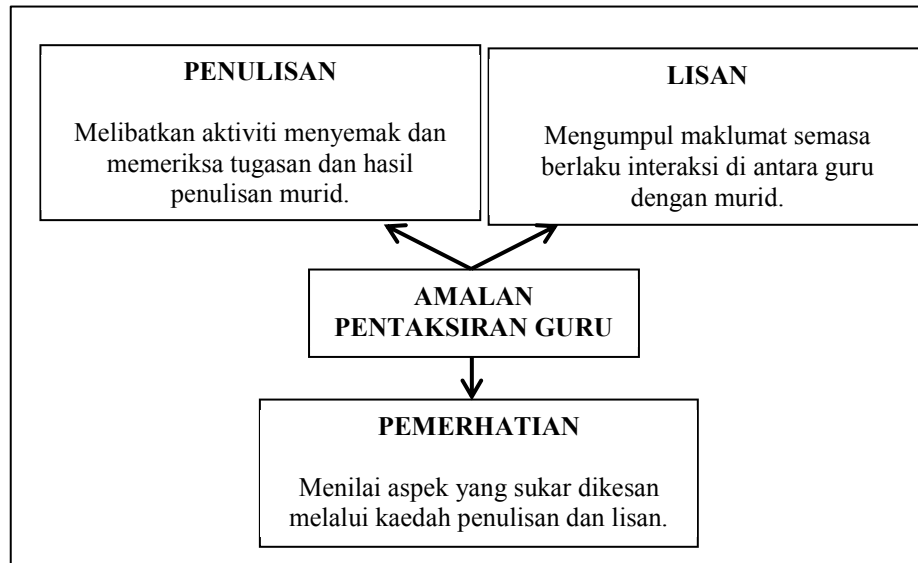 PENULISAN
Melibatkan aktiviti menyemak dan
memeriksa tugasan dan hasil
penulisan murid.
LISAN
Mengumpul maklumat semasa
berlaku interaksi di antara guru
dengan murid.
AMALAN
PENTAKSIRAN GURU
PEMERHATIAN
Menilai aspek yang sukar dikesan
melalui kaedah penulisan dan lisan.